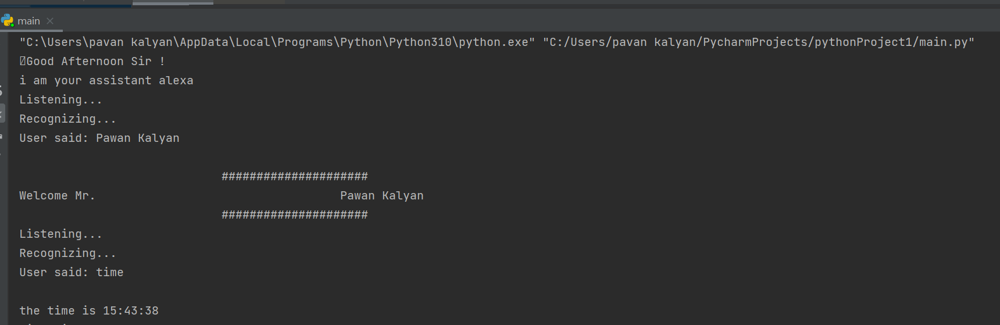 main
"C:\Users\pavan kalyan\AppData\Local\Programs\Python\Python310\python.exe" "C:/Users/pavan kalyan/PycharmProjects/pythonProject1/main.py"
Good Afternoon Sir !
i am your assistant alexa
Listening...
Recognizing...
User said: Pawan Kalyan
#####################
Welcome Mr. Pawan Kalyan
#####################
Listening...
Recognizing...
User said: time
the time is 15:43:38